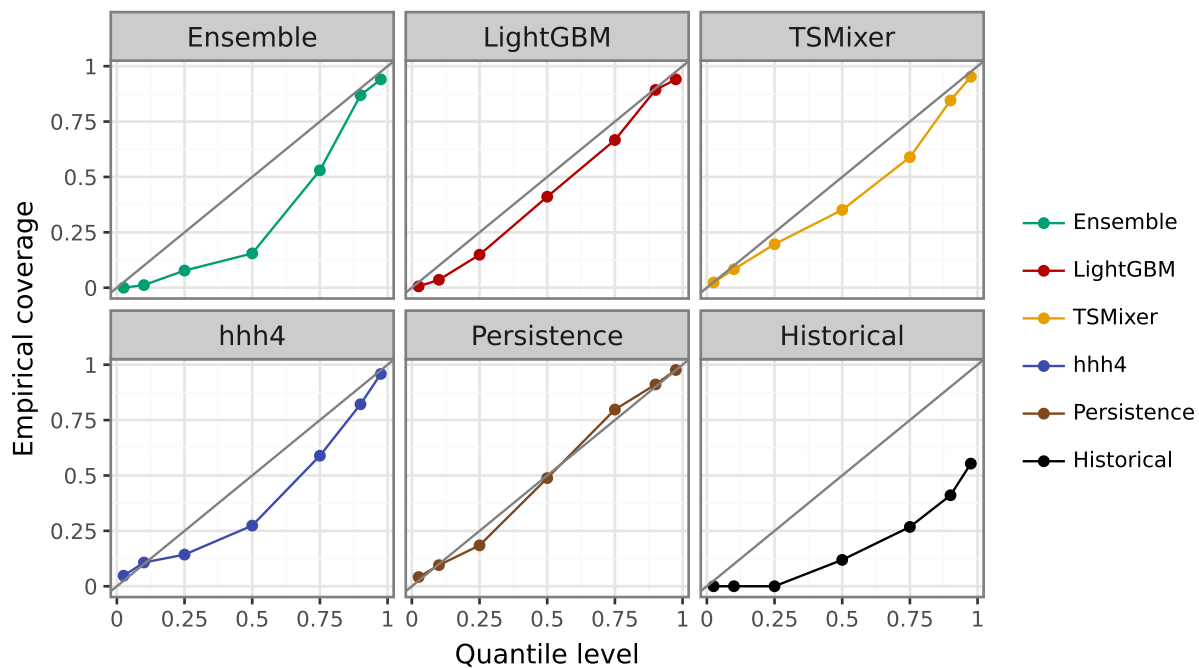 Ensemble
LightGBM
TSMixer
1
0.75
0.5
0.25
0
hhh4
Persistence
Historical
1
0.75
0.5
0.25
0
0 0.25 0.5 0.75 1
0 0.25 0.5 0.75 1
0 0.25 0.5 0.75 1
Quantile level
Empirical coverage
Ensemble
LightGBM
TSMixer
hhh4
Persistence
Historical